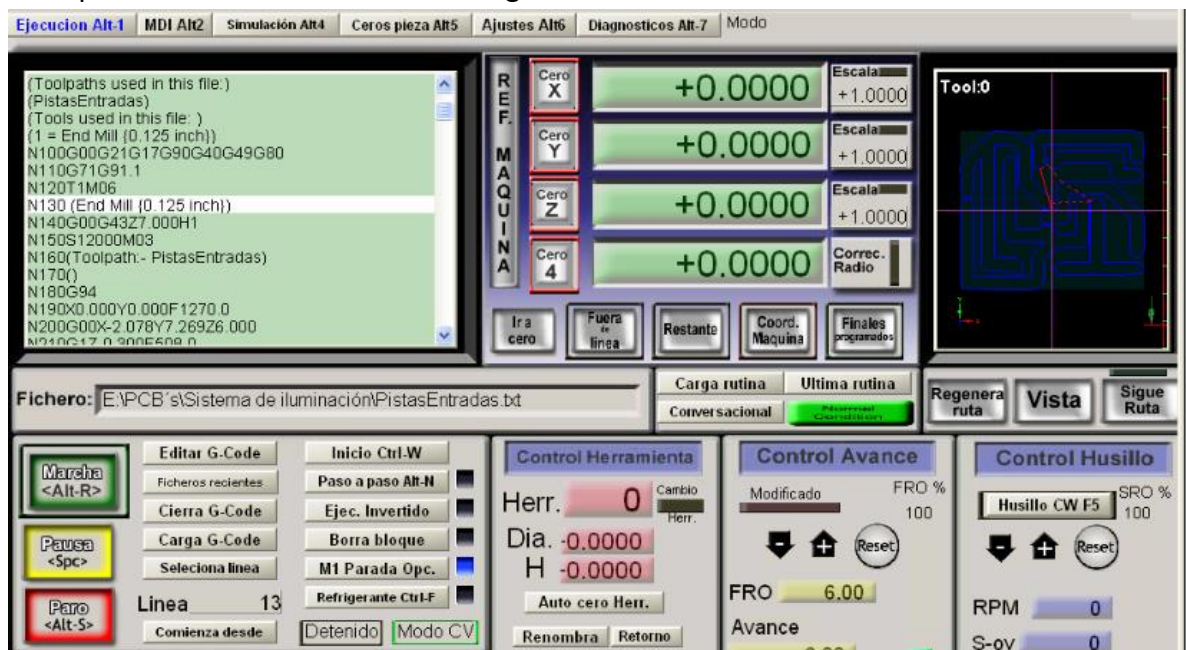 Ejecucion Alt-1 MDI Alt2 Simulación Alt4 Ceros pieza Alt5 Ajustes Alt6 Diagnosticos Alt-7 Modo
(Toolpaths used in this file:)
(PistasEntradas)
(Tools used in this file: )
(1 = End Mill {0.125 inch})
N100G00G21G17G90G40G49G80
N110G71G91.1
N120T1M06
N130 (End Mill {0.125 inch})
N140G00G43Z7.000H1
N150S12000M03
N160(Toolpath:- PistasEntradas)
N170()
N180G94
N190X0.000Y0.000F1270.0
N200G00X-2.078Y7.269Z6.000
N210G1Z-0.300F508.0
REF. MAQUINA
Cero X +0.0000 Escala +1.0000
Cero Y +0.0000 Escala +1.0000
Cero Z +0.0000 Escala +1.0000
Cero 4 +0.0000 Correc. Radio
Ir a cero Fuera de linea Restante Coord. Maquina Finales programados
Tool:0
Fichero: E:\PCB´s\Sistema de iluminación\PistasEntradas.txt
Carga rutina Ultima rutina
Conversacional Normal Condition
Regenera ruta Vista Sigue Ruta
Marcha <Alt-R>
Pausa <Spc>
Paro <Alt-S>
Editar G-Code
Ficheros recientes
Cierra G-Code
Carga G-Code
Seleciona linea
Linea 13
Comienza desde
Inicio Ctrl-W
Paso a paso Alt-N
Ejec. Invertido
Borra bloque
M1 Parada Opc.
Refrigerante Ctrl-F
Detenido Modo CV
Control Herramienta
Herr. 0 Cambio Herr.
Dia. -0.0000
H -0.0000
Auto cero Herr.
Renombra Retorno
Control Avance
Modificado FRO % 100
Reset
FRO 6.00
Avance
Control Husillo
Husillo CW F5 SRO % 100
Reset
RPM 0
S-ov 0